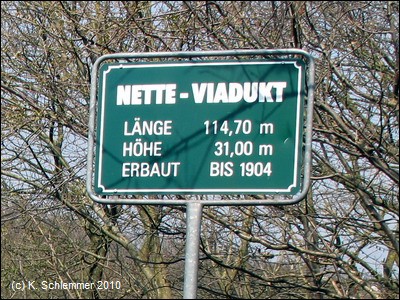 NETTE - VIADUKT
LÄNGE 114,70 m
HÖHE 31,00 m
ERBAUT BIS 1904
(c) K. Schlemmer 2010